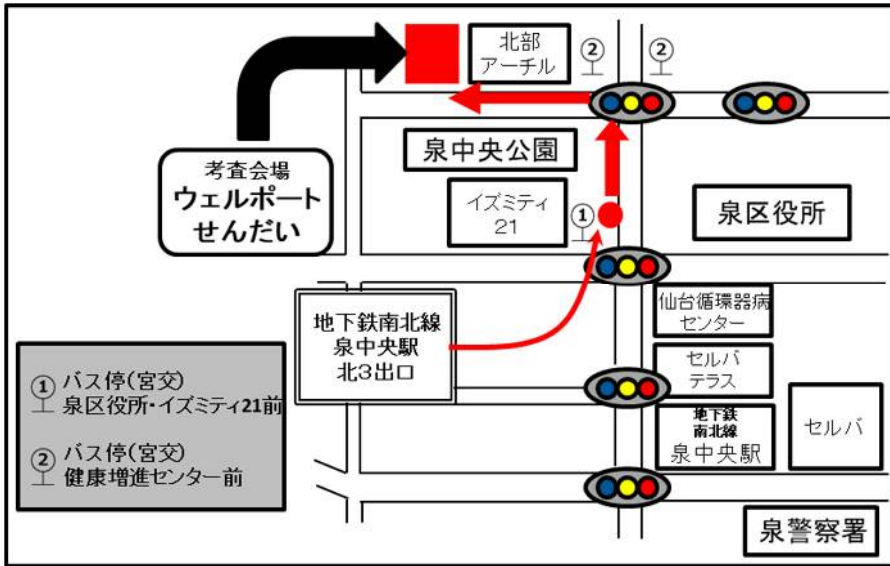 北部
アーチル
②
②
考査会場
ウェルポート
せんだい
泉中央公園
イズミティ
21
①
泉区役所
地下鉄南北線
泉中央駅
北3出口
仙台循環器病
センター
セルバ
テラス
地下鉄
南北線
泉中央駅
セルバ
泉警察署
① バス停(宮交)
泉区役所・イズミティ21前
② バス停(宮交)
健康増進センター前